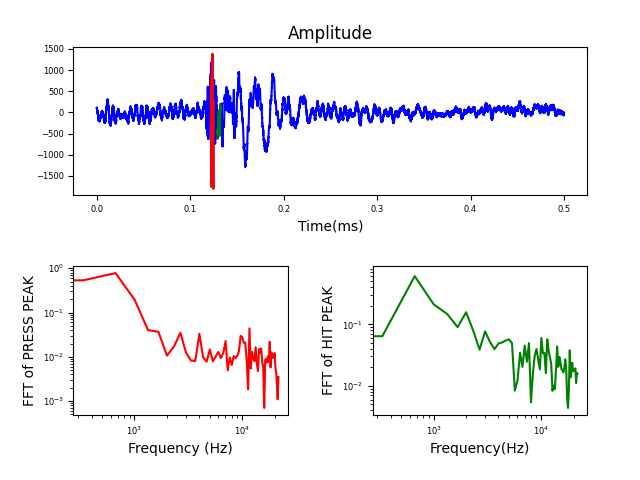 Amplitude
1500
1000
500
0
−500
−1000
−1500
0.0 0.1 0.2 0.3 0.4 0.5
Time(ms)
FFT of PRESS PEAK
10⁰
10⁻¹
10⁻²
10⁻³
10³ 10⁴
Frequency (Hz)
FFT of HIT PEAK
10⁻¹
10⁻²
10³ 10⁴
Frequency(Hz)